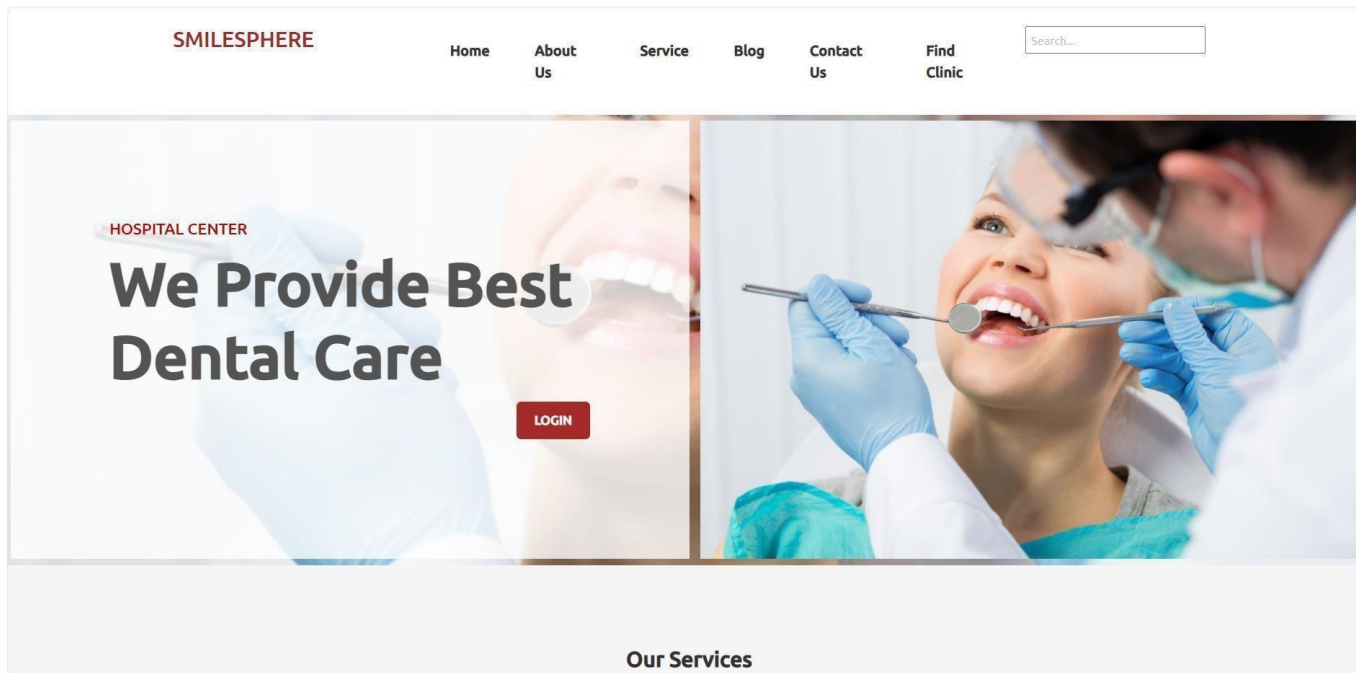 SMILESPHERE
Home
About
Us
Service
Blog
Contact
Us
Find
Clinic
Search...
HOSPITAL CENTER
We Provide Best
Dental Care
LOGIN
Our Services